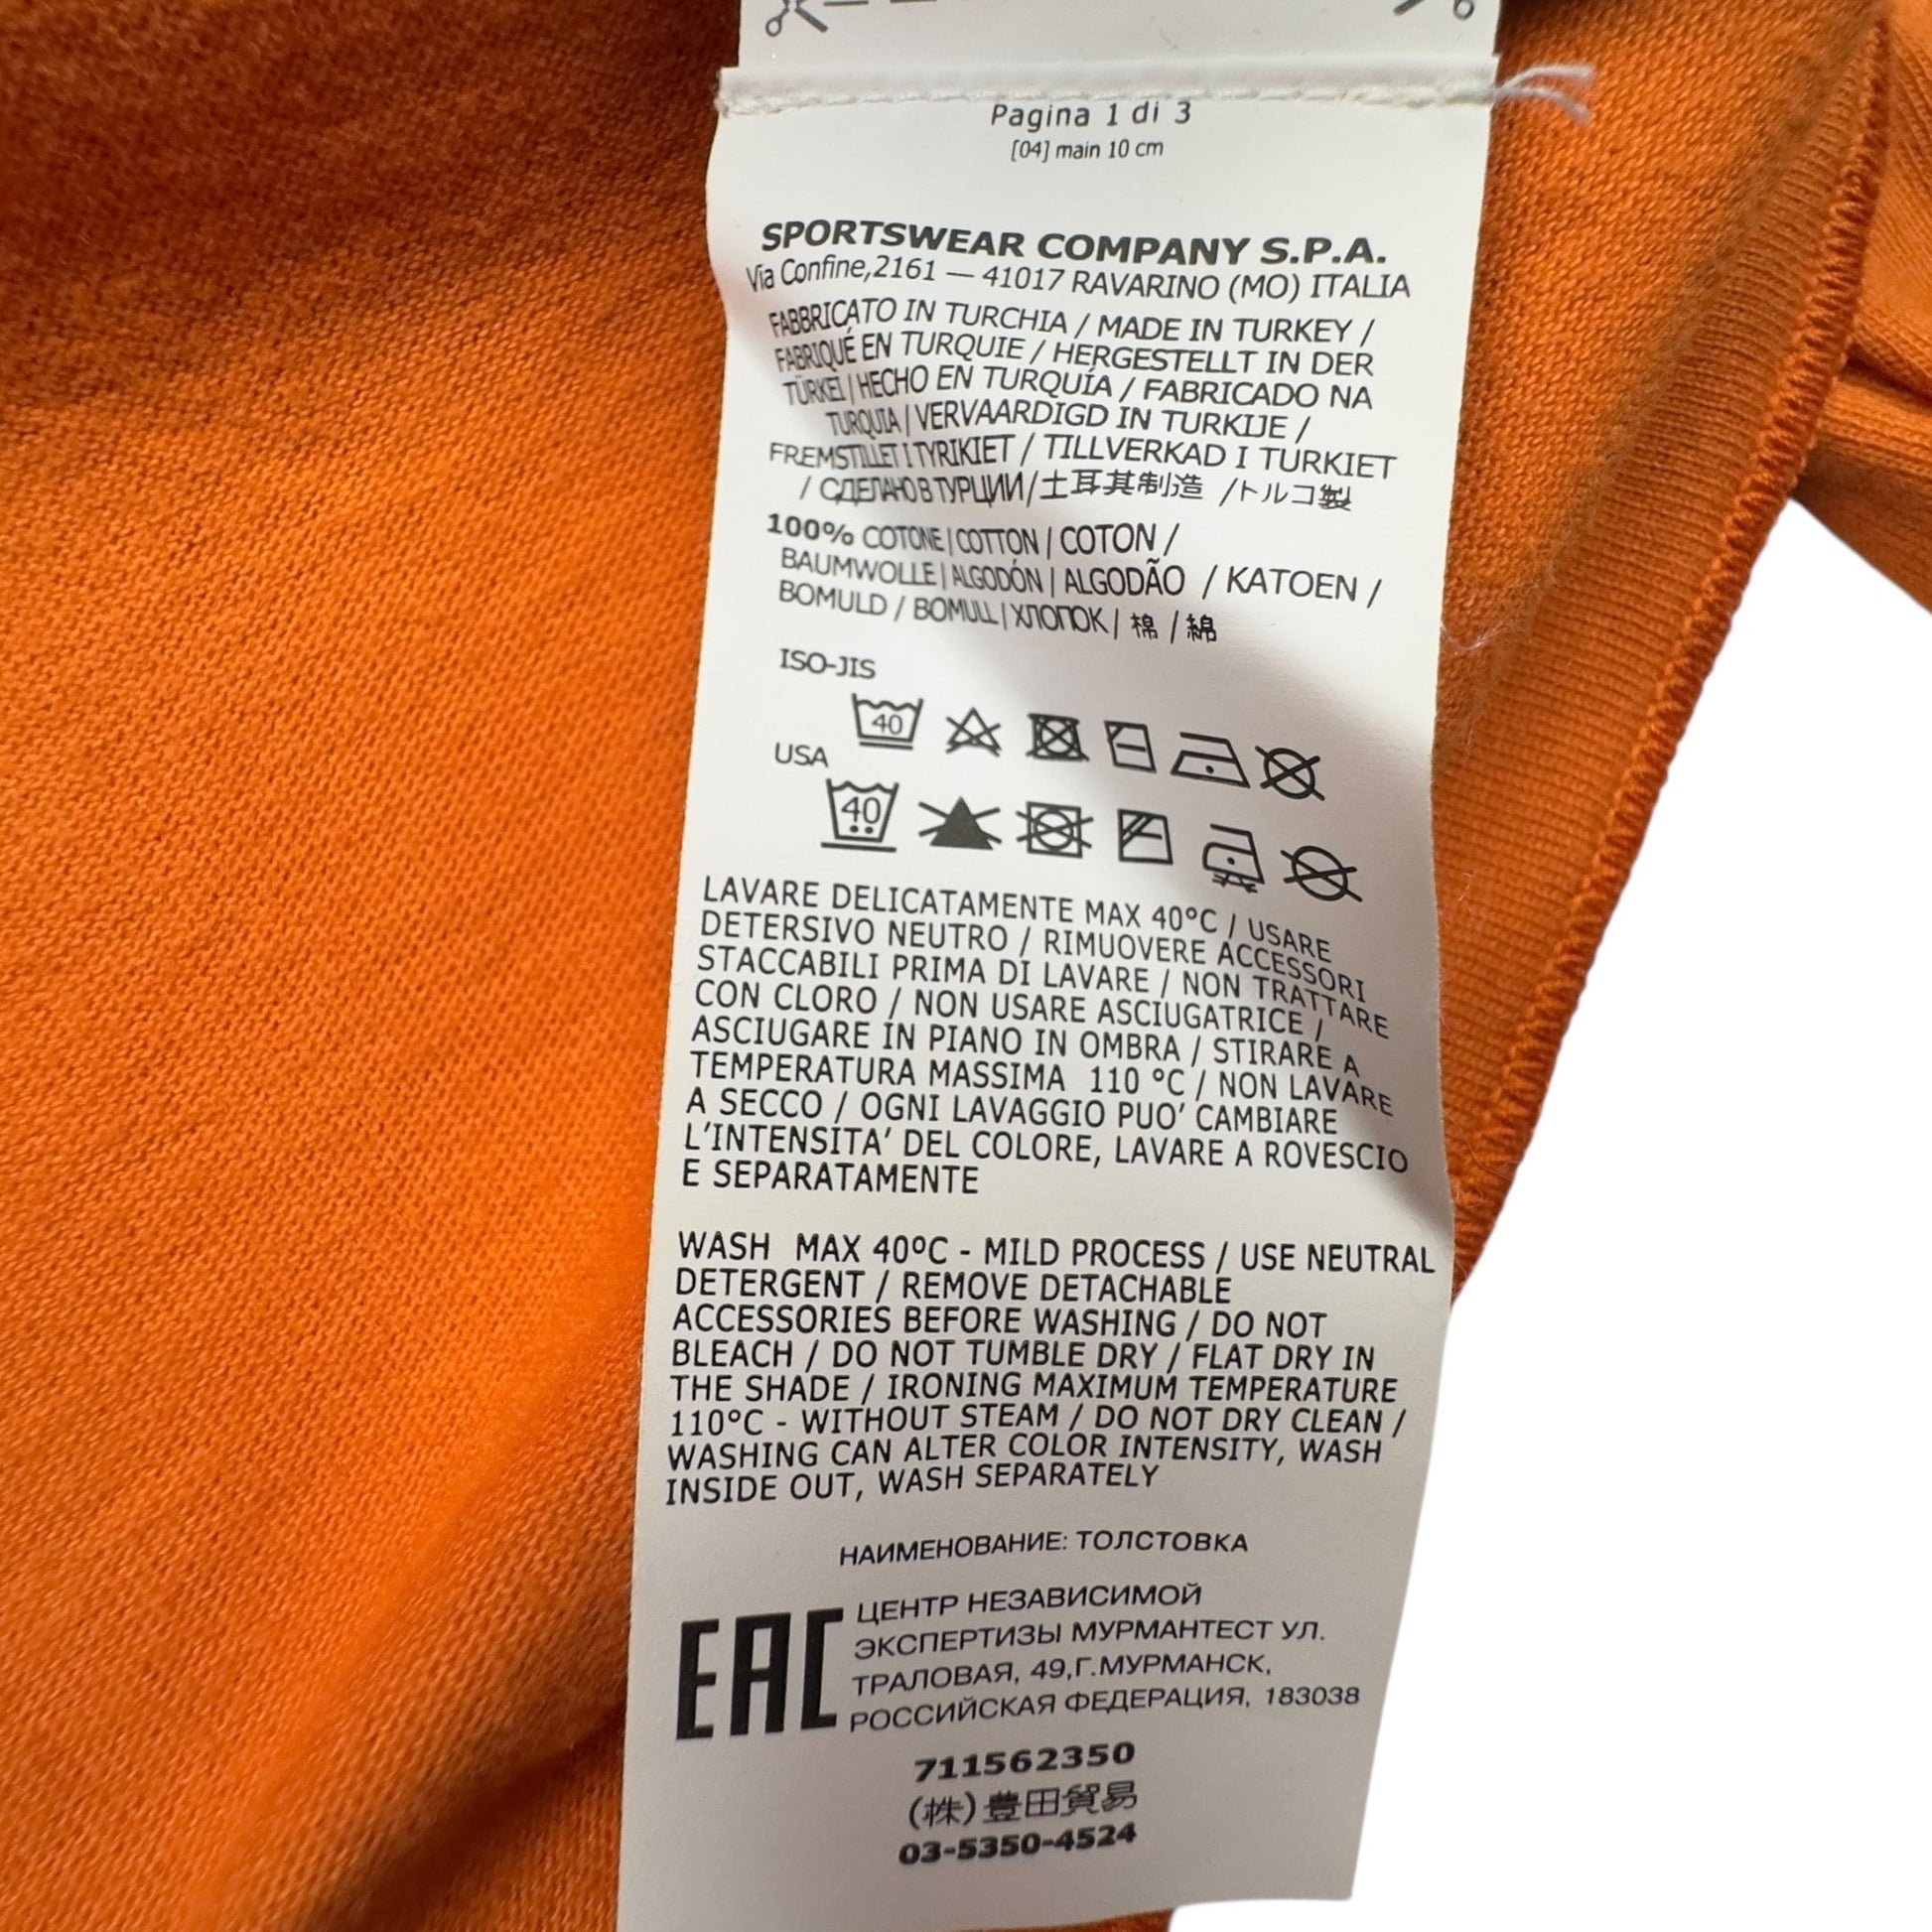 Pagina 1 di 3
[04] main 10 cm
SPORTSWEAR COMPANY S.P.A.
Via Confine,2161 — 41017 RAVARINO (MO) ITALIA
FABBRICATO IN TURCHIA / MADE IN TURKEY /
FABRIQUÉ EN TURQUIE / HERGESTELLT IN DER
TÜRKEI / HECHO EN TURQUÍA / FABRICADO NA
TURQUIA / VERVAARDIGD IN TURKIJE /
FREMSTILLET I TYRIKIET / TILLVERKAD I TURKIET
/ СДЕЛАНО В ТУРЦИИ/土耳其制造 /トルコ製
100% COTONE / COTTON / COTON /
BAUMWOLLE / ALGODÓN / ALGODÃO / KATOEN /
BOMULD / BOMULL / ХЛОПОК / 棉 / 綿
ISO-JIS
40
USA
40
LAVARE DELICATAMENTE MAX 40°C / USARE
DETERSIVO NEUTRO / RIMUOVERE ACCESSORI
STACCABILI PRIMA DI LAVARE / NON TRATTARE
CON CLORO / NON USARE ASCIUGATRICE /
ASCIUGARE IN PIANO IN OMBRA / STIRARE A
TEMPERATURA MASSIMA 110 °C / NON LAVARE
A SECCO / OGNI LAVAGGIO PUO' CAMBIARE
L'INTENSITA' DEL COLORE, LAVARE A ROVESCIO
E SEPARATAMENTE
WASH MAX 40ºC - MILD PROCESS / USE NEUTRAL
DETERGENT / REMOVE DETACHABLE
ACCESSORIES BEFORE WASHING / DO NOT
BLEACH / DO NOT TUMBLE DRY / FLAT DRY IN
THE SHADE / IRONING MAXIMUM TEMPERATURE
110°C - WITHOUT STEAM / DO NOT DRY CLEAN /
WASHING CAN ALTER COLOR INTENSITY, WASH
INSIDE OUT, WASH SEPARATELY
НАИМЕНОВАНИЕ: ТОЛСТОВКА
EAC
ЦЕНТР НЕЗАВИСИМОЙ
ЭКСПЕРТИЗЫ МУРМАНТЕСТ УЛ.
ТРАЛОВАЯ, 49,Г.МУРМАНСК,
РОССИЙСКАЯ ФЕДЕРАЦИЯ, 183038
711562350
(株)豊田貿易
03-5350-4524